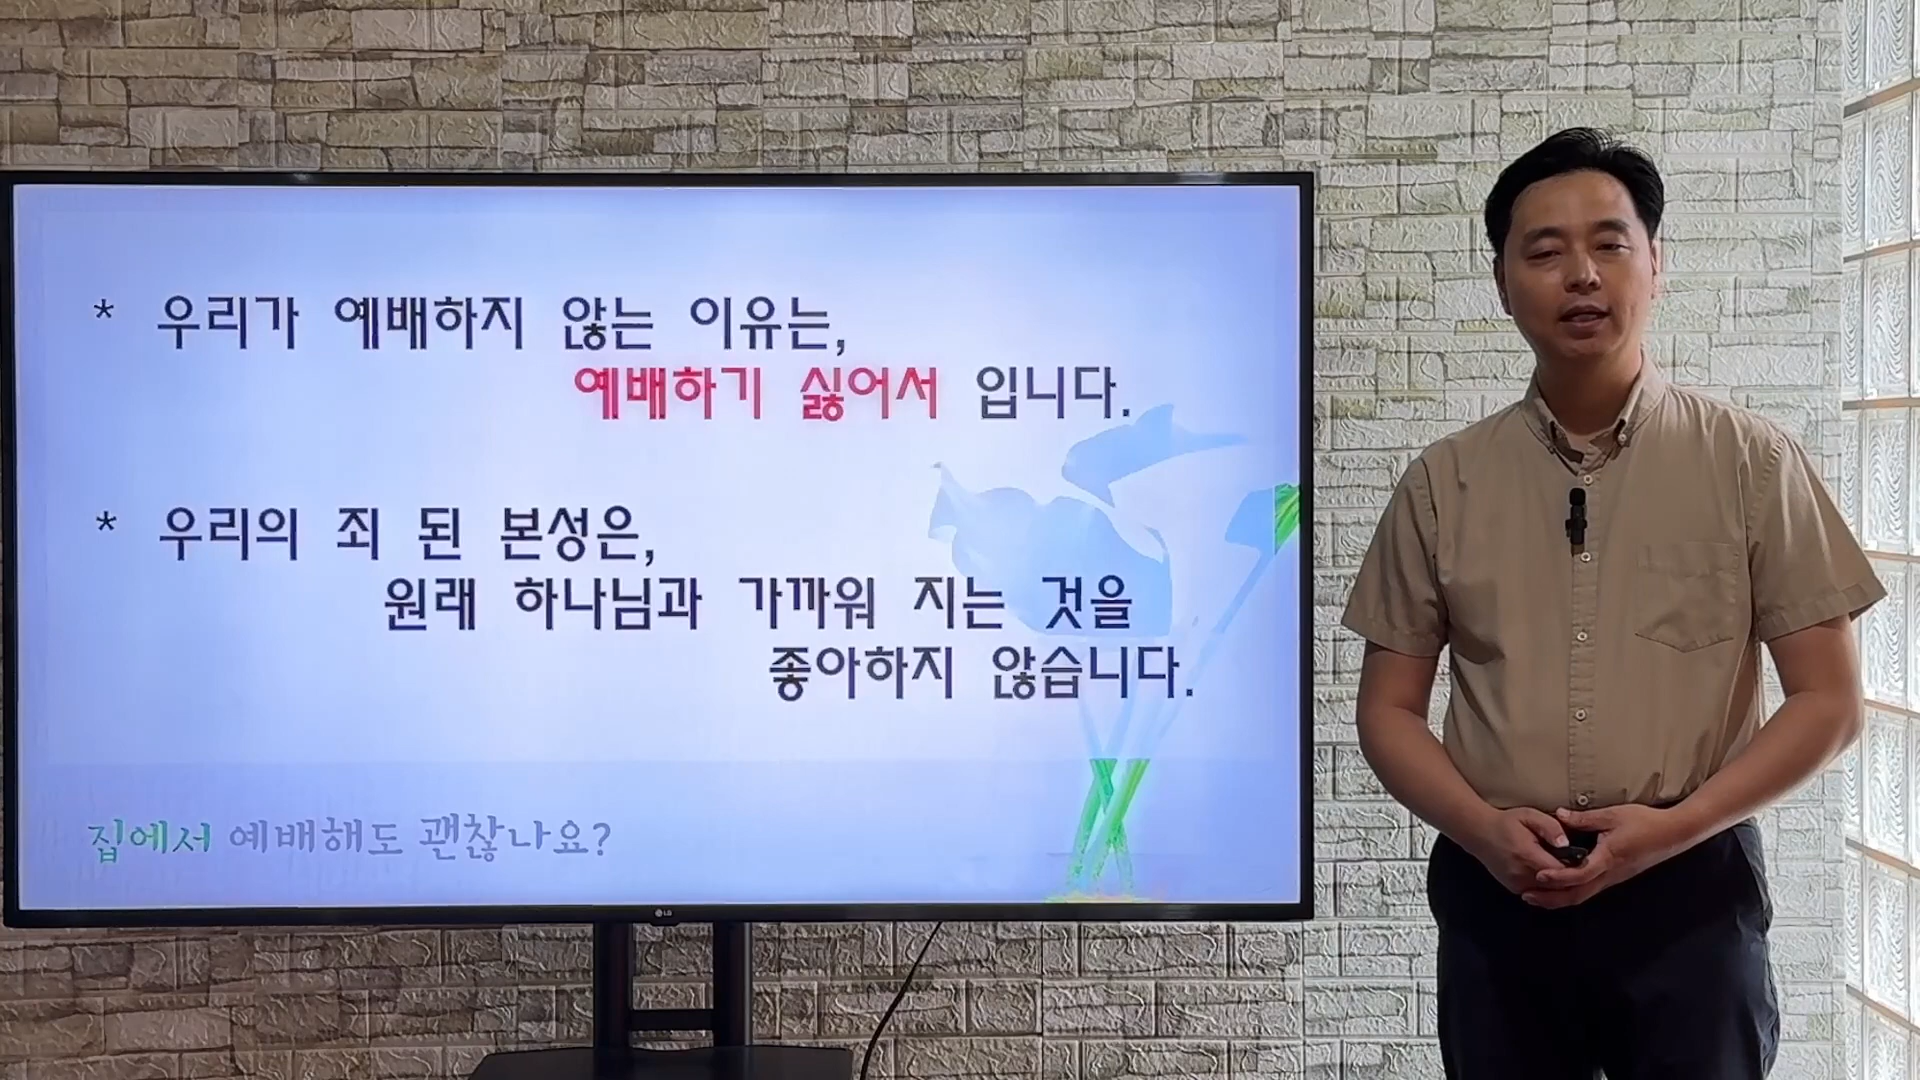 * 우리가 예배하지 않는 이유는,
예배하기 싫어서 입니다.
* 우리의 죄 된 본성은,
원래 하나님과 가까워 지는 것을
좋아하지 않습니다.
집에서 예배해도 괜찮나요?
LG